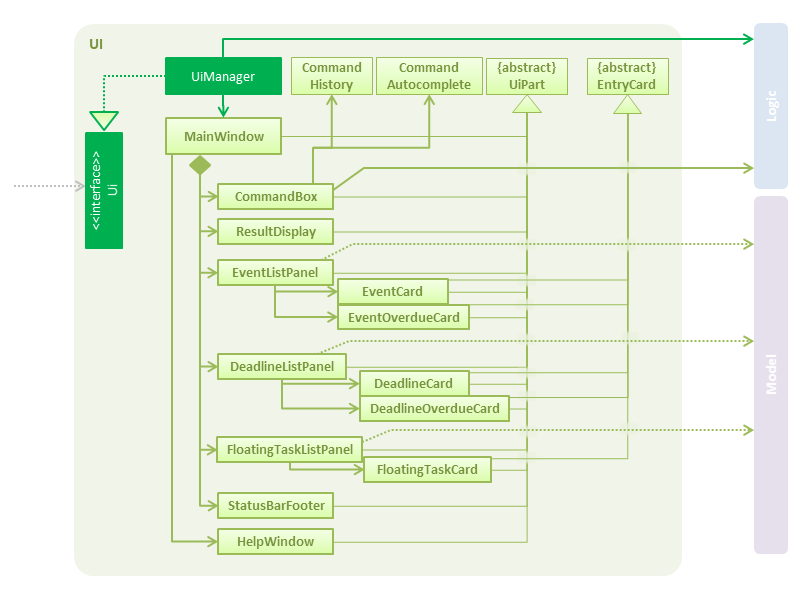 UI
UiManager
Command
History
Command
Autocomplete
{abstract}
UiPart
{abstract}
EntryCard
Logic
MainWindow
<<interface>>
Ui
CommandBox
ResultDisplay
EventListPanel
EventCard
EventOverdueCard
DeadlineListPanel
DeadlineCard
DeadlineOverdueCard
Model
FloatingTaskListPanel
FloatingTaskCard
StatusBarFooter
HelpWindow